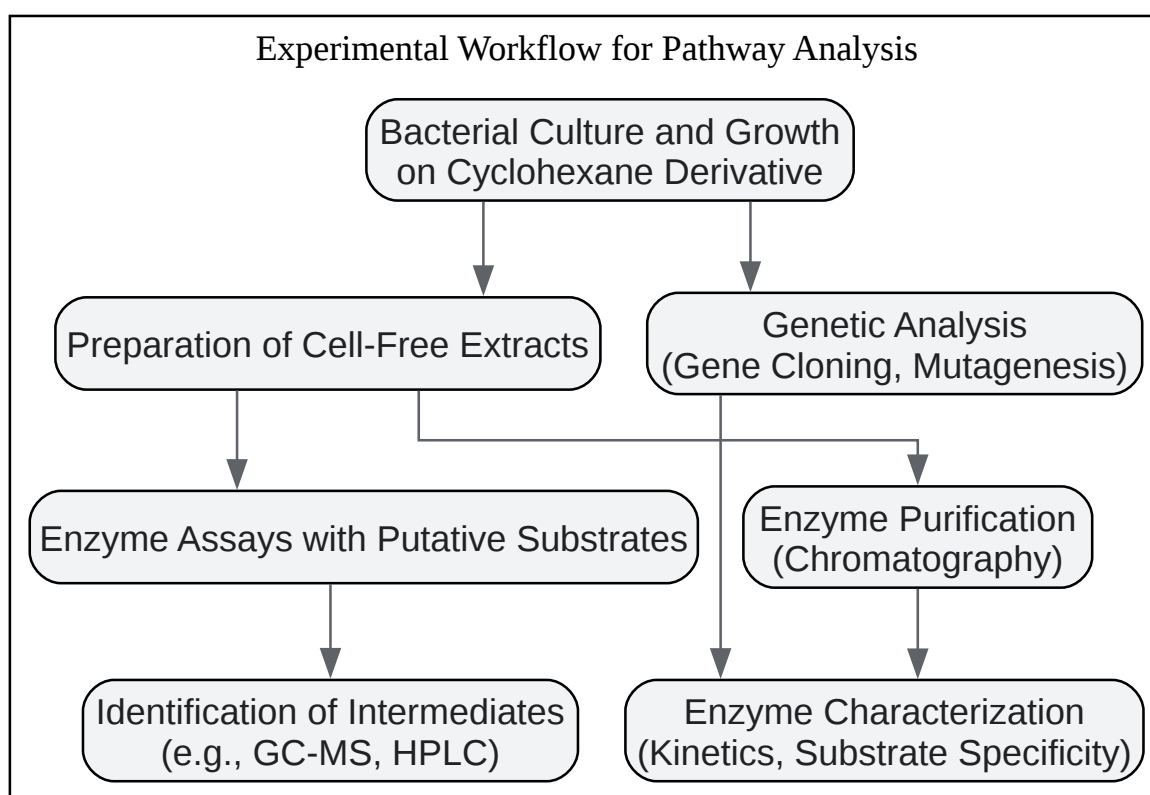 Experimental Workflow for Pathway Analysis
Bacterial Culture and Growth
on Cyclohexane Derivative
Preparation of Cell-Free Extracts
Genetic Analysis
(Gene Cloning, Mutagenesis)
Enzyme Assays with Putative Substrates
Enzyme Purification
(Chromatography)
Identification of Intermediates
(e.g., GC-MS, HPLC)
Enzyme Characterization
(Kinetics, Substrate Specificity)